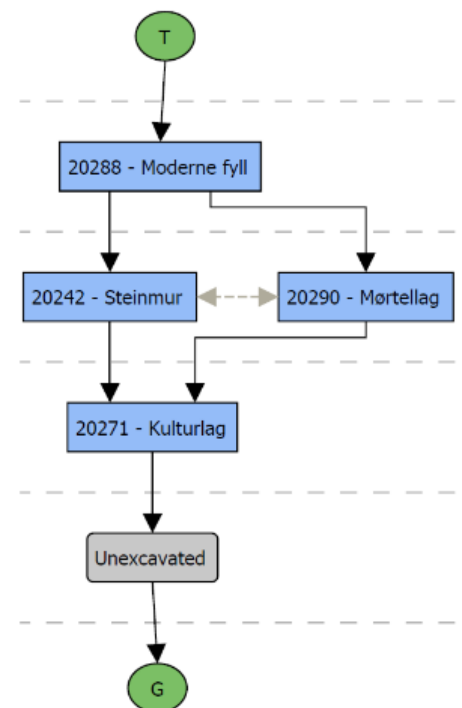 T
20288 - Moderne fyll
20242 - Steinmur
20290 - Mørtellag
20271 - Kulturlag
Unexcavated
G